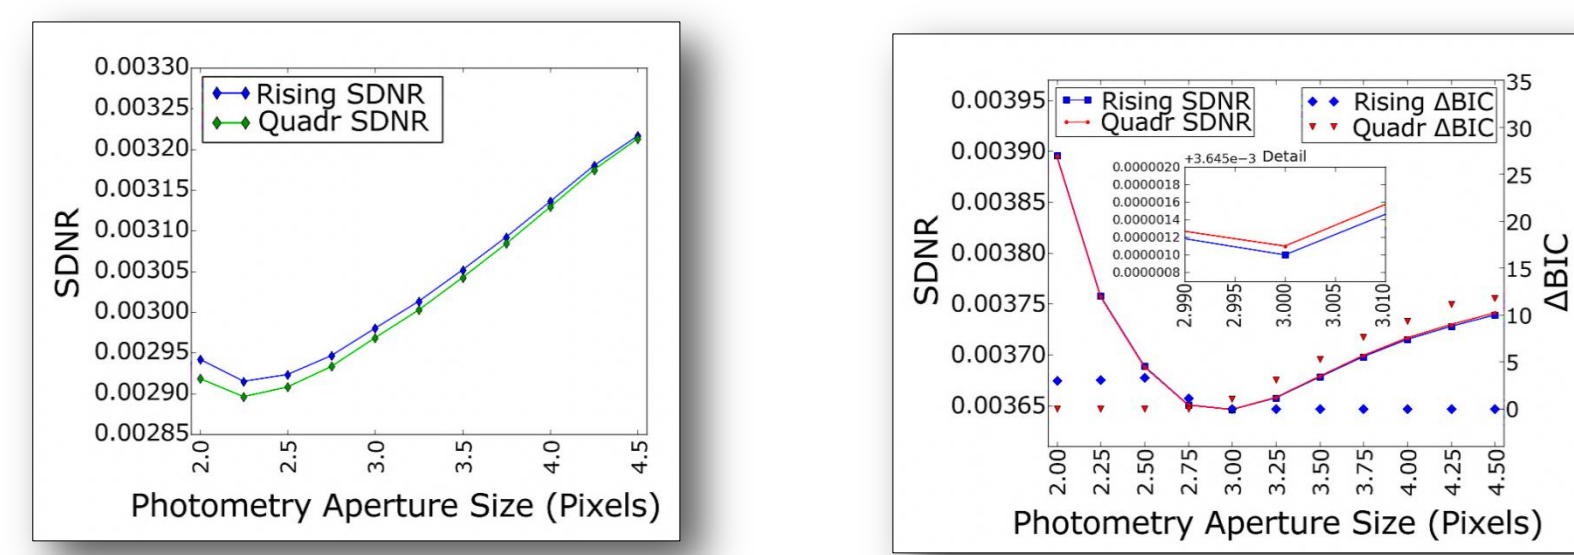 0.00330
0.00325
0.00320
0.00315
0.00310
0.00305
0.00300
0.00295
0.00290
0.00285
SDNR
Rising SDNR
Quadr SDNR
2.0 2.5 3.0 3.5 4.0 4.5
Photometry Aperture Size (Pixels)
0.00395
0.00390
0.00385
0.00380
0.00375
0.00370
0.00365
SDNR
Rising SDNR
Quadr SDNR
Rising ΔBIC
Quadr ΔBIC
+3.645e−3 Detail
0.0000020
0.0000018
0.0000016
0.0000014
0.0000012
0.0000010
0.0000008
2.990 2.995 3.000 3.005 3.010
35
30
25
20
15
10
5
0
ΔBIC
2.00 2.25 2.50 2.75 3.00 3.25 3.50 3.75 4.00 4.25 4.50
Photometry Aperture Size (Pixels)